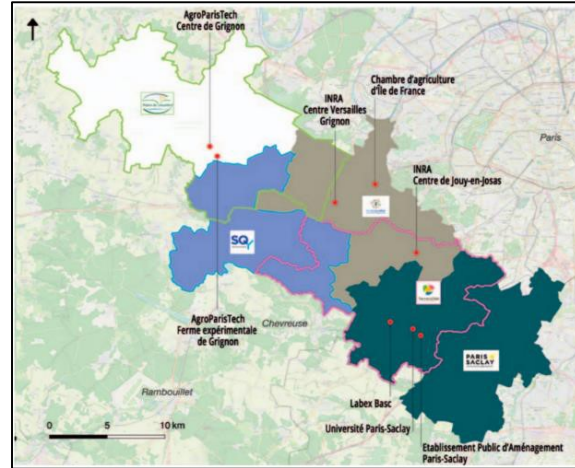 AgroParisTech
Centre de Grignon
INRA
Centre Versailles
Grignon
Chambre d'agriculture
d'Île de France
Paris
INRA
Centre de Jouy-en-Josas
SQY
AgroParisTech
Ferme expérimentale
de Grignon
Chevreuse
PARIS
SACLAY
Rambouillet
Labex Basc
Université Paris-Saclay
Etablissement Public d'Aménagement
Paris-Saclay
0
5
10 km